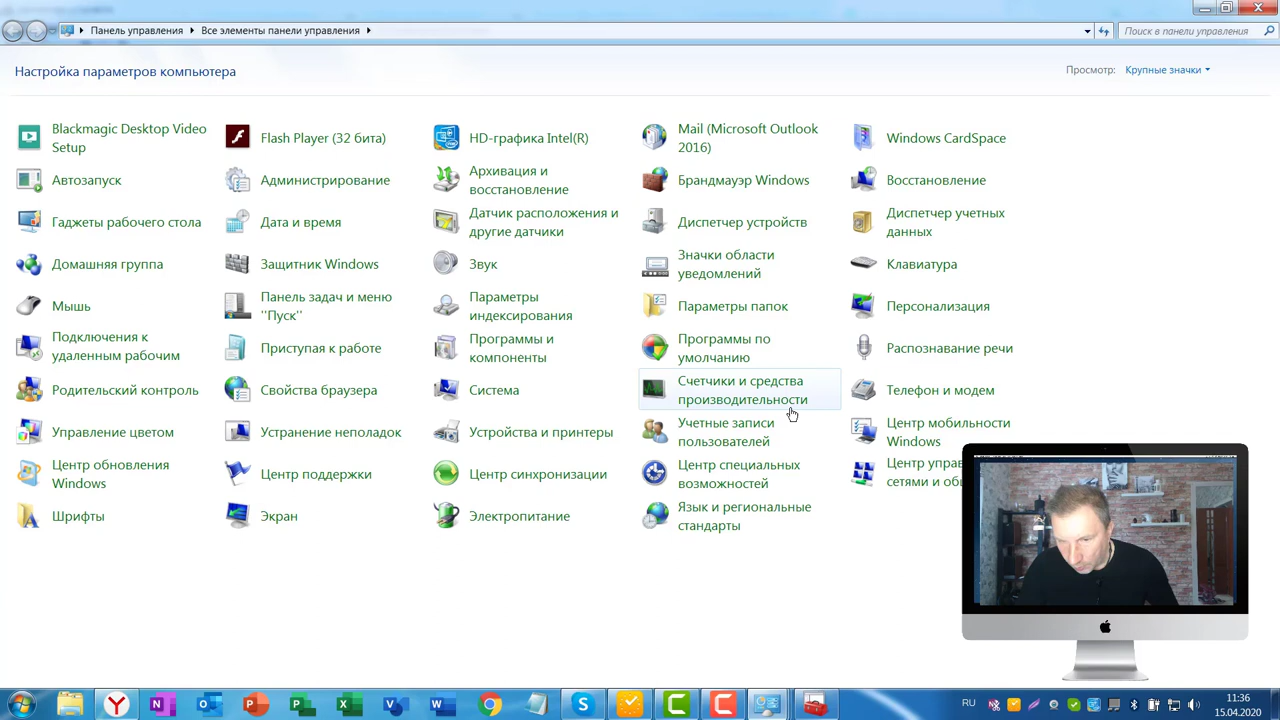 Панель управления
Все элементы панели управления
Поиск в панели управления
Настройка параметров компьютера
Просмотр:
Крупные значки
Blackmagic Desktop Video
Setup
Flash Player (32 бита)
HD-графика Intel(R)
Mail (Microsoft Outlook
2016)
Windows CardSpace
Автозапуск
Администрирование
Архивация и
восстановление
Брандмауэр Windows
Восстановление
Гаджеты рабочего стола
Дата и время
Датчик расположения и
другие датчики
Диспетчер устройств
Диспетчер учетных
данных
Домашняя группа
Защитник Windows
Звук
Значки области
уведомлений
Клавиатура
Мышь
Панель задач и меню
''Пуск''
Параметры
индексирования
Параметры папок
Персонализация
Подключения к
удаленным рабочим
Приступая к работе
Программы и
компоненты
Программы по
умолчанию
Распознавание речи
Родительский контроль
Свойства браузера
Система
Счетчики и средства
производительности
Телефон и модем
Управление цветом
Устранение неполадок
Устройства и принтеры
Учетные записи
пользователей
Центр мобильности
Windows
Центр обновления
Windows
Центр поддержки
Центр синхронизации
Центр специальных
возможностей
Центр упра
сетями и об
Шрифты
Экран
Электропитание
Язык и региональные
стандарты
RU
11:36
15.04.2020